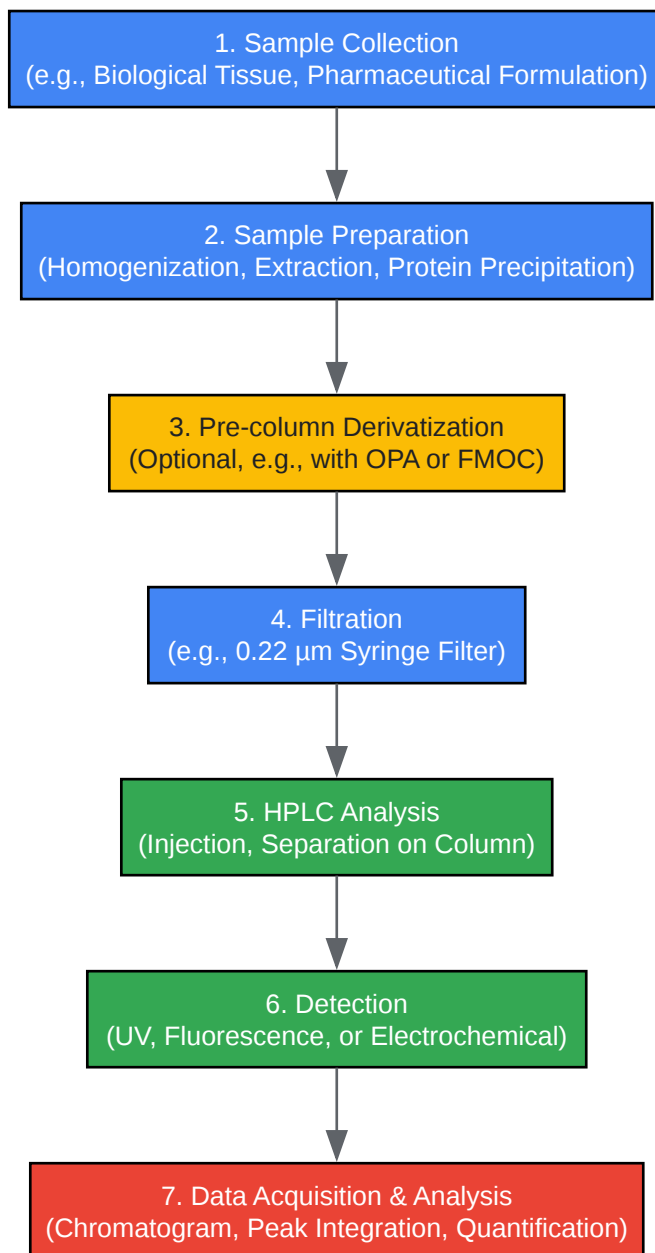 1. Sample Collection
(e.g., Biological Tissue, Pharmaceutical Formulation)
2. Sample Preparation
(Homogenization, Extraction, Protein Precipitation)
3. Pre-column Derivatization
(Optional, e.g., with OPA or FMOC)
4. Filtration
(e.g., 0.22 µm Syringe Filter)
5. HPLC Analysis
(Injection, Separation on Column)
6. Detection
(UV, Fluorescence, or Electrochemical)
7. Data Acquisition & Analysis
(Chromatogram, Peak Integration, Quantification)